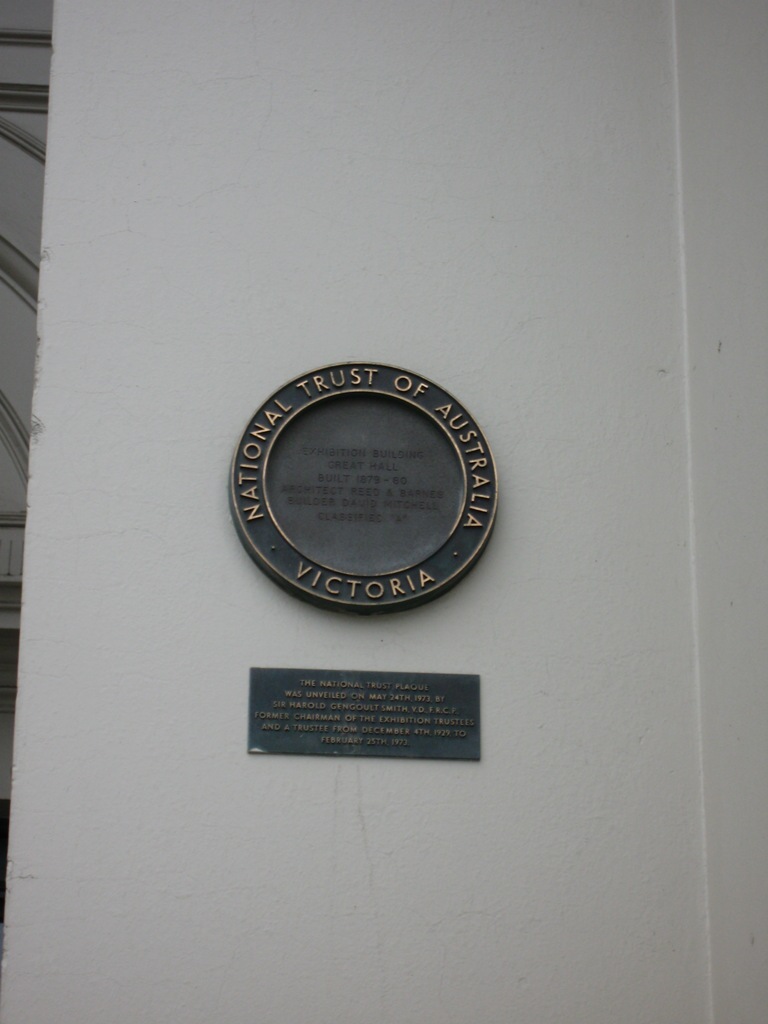 NATIONAL TRUST OF AUSTRALIA
EXHIBITION BUILDING
GREAT HALL
BUILT 1879-80
ARCHITECT REED & BARNES
BUILDER DAVID MITCHELL
CLASSIFIED "A"
· VICTORIA ·
THE NATIONAL TRUST PLAQUE
WAS UNVEILED ON MAY 24TH, 1973, BY
SIR HAROLD GENGOULT SMITH, V.D., F.R.C.P.
FORMER CHAIRMAN OF THE EXHIBITION TRUSTEES
AND A TRUSTEE FROM DECEMBER 4TH, 1929, TO
FEBRUARY 25TH, 1973.